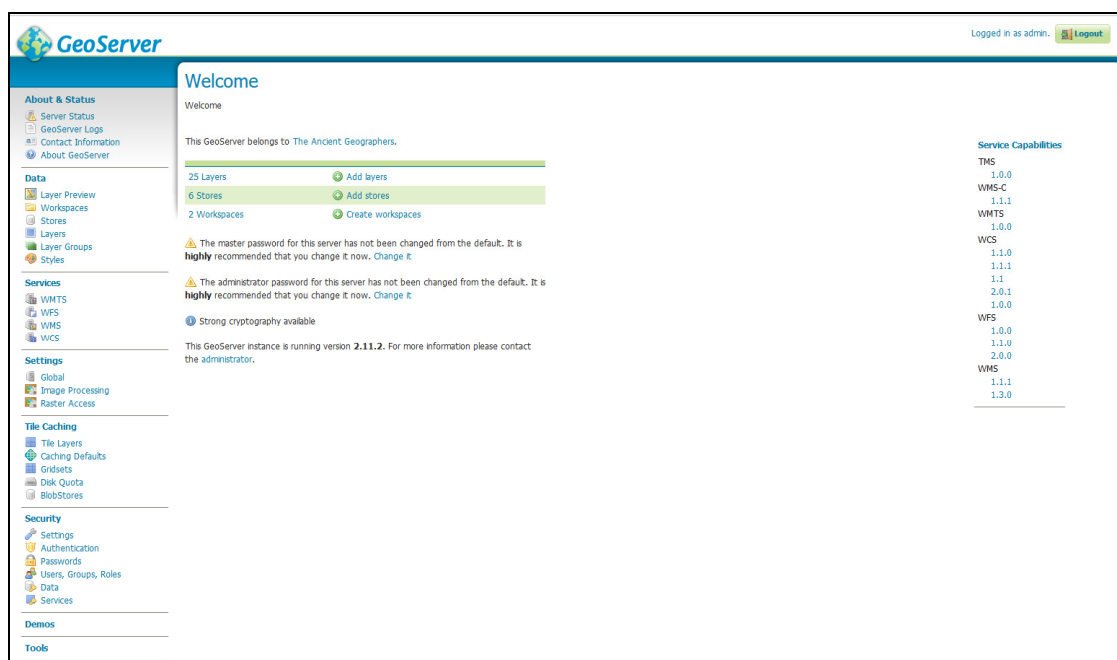 GeoServer
Logged in as admin.
Logout
About & Status
Server Status
GeoServer Logs
Contact Information
About GeoServer
Data
Layer Preview
Workspaces
Stores
Layers
Layer Groups
Styles
Services
WMTS
WFS
WMS
WCS
Settings
Global
Image Processing
Raster Access
Tile Caching
Tile Layers
Caching Defaults
Gridsets
Disk Quota
BlobStores
Security
Settings
Authentication
Passwords
Users, Groups, Roles
Data
Services
Demos
Tools
Welcome
Welcome
This GeoServer belongs to The Ancient Geographers.
25 Layers Add layers
6 Stores Add stores
2 Workspaces Create workspaces
The master password for this server has not been changed from the default. It is
highly recommended that you change it now. Change it
The administrator password for this server has not been changed from the default. It is
highly recommended that you change it now. Change it
Strong cryptography available
This GeoServer instance is running version 2.11.2. For more information please contact
the administrator.
Service Capabilities
TMS
1.0.0
WMS-C
1.1.1
WMTS
1.0.0
WCS
1.1.0
1.1.1
1.1
2.0.1
1.0.0
WFS
1.0.0
1.1.0
2.0.0
WMS
1.1.1
1.3.0